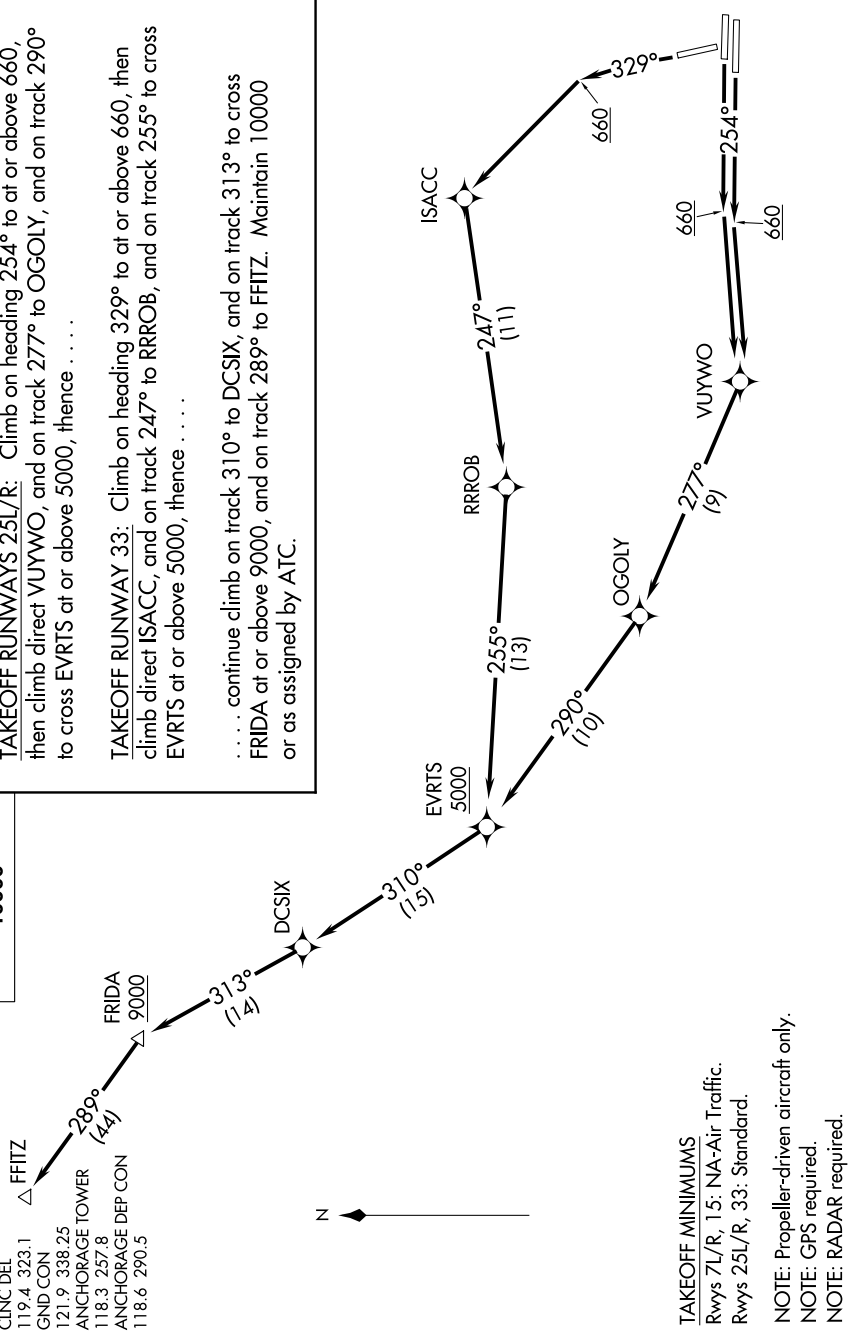 TAKEOFF RUNWAYS 25L/R: Climb on heading 254° to at or above 660,
then climb direct VUYWO, and on track 277° to OGOLY, and on track 290°
to cross EVRTS at or above 5000, thence . . . .
TAKEOFF RUNWAY 33: Climb on heading 329° to at or above 660, then
climb direct ISACC, and on track 247° to RRROB, and on track 255° to cross
EVRTS at or above 5000, thence . . . .
. . . . continue climb on track 310° to DCSIX, and on track 313° to cross
FRIDA at or above 9000, and on track 289° to FFITZ. Maintain 10000
or as assigned by ATC.
CLNC DEL
119.4 323.1
GND CON
121.9 338.25
ANCHORAGE TOWER
118.3 257.8
ANCHORAGE DEP CON
118.6 290.5
FFITZ
289°
(44)
FRIDA
9000
313°
(14)
DCSIX
310°
(15)
EVRTS
5000
255°
(13)
RRROB
247°
(11)
ISACC
660
329°
290°
(10)
OGOLY
277°
(9)
VUYWO
660
660
254°
N
TAKEOFF MINIMUMS
Rwys 7L/R, 15: NA-Air Traffic.
Rwys 25L/R, 33: Standard.
NOTE: Propeller-driven aircraft only.
NOTE: GPS required.
NOTE: RADAR required.